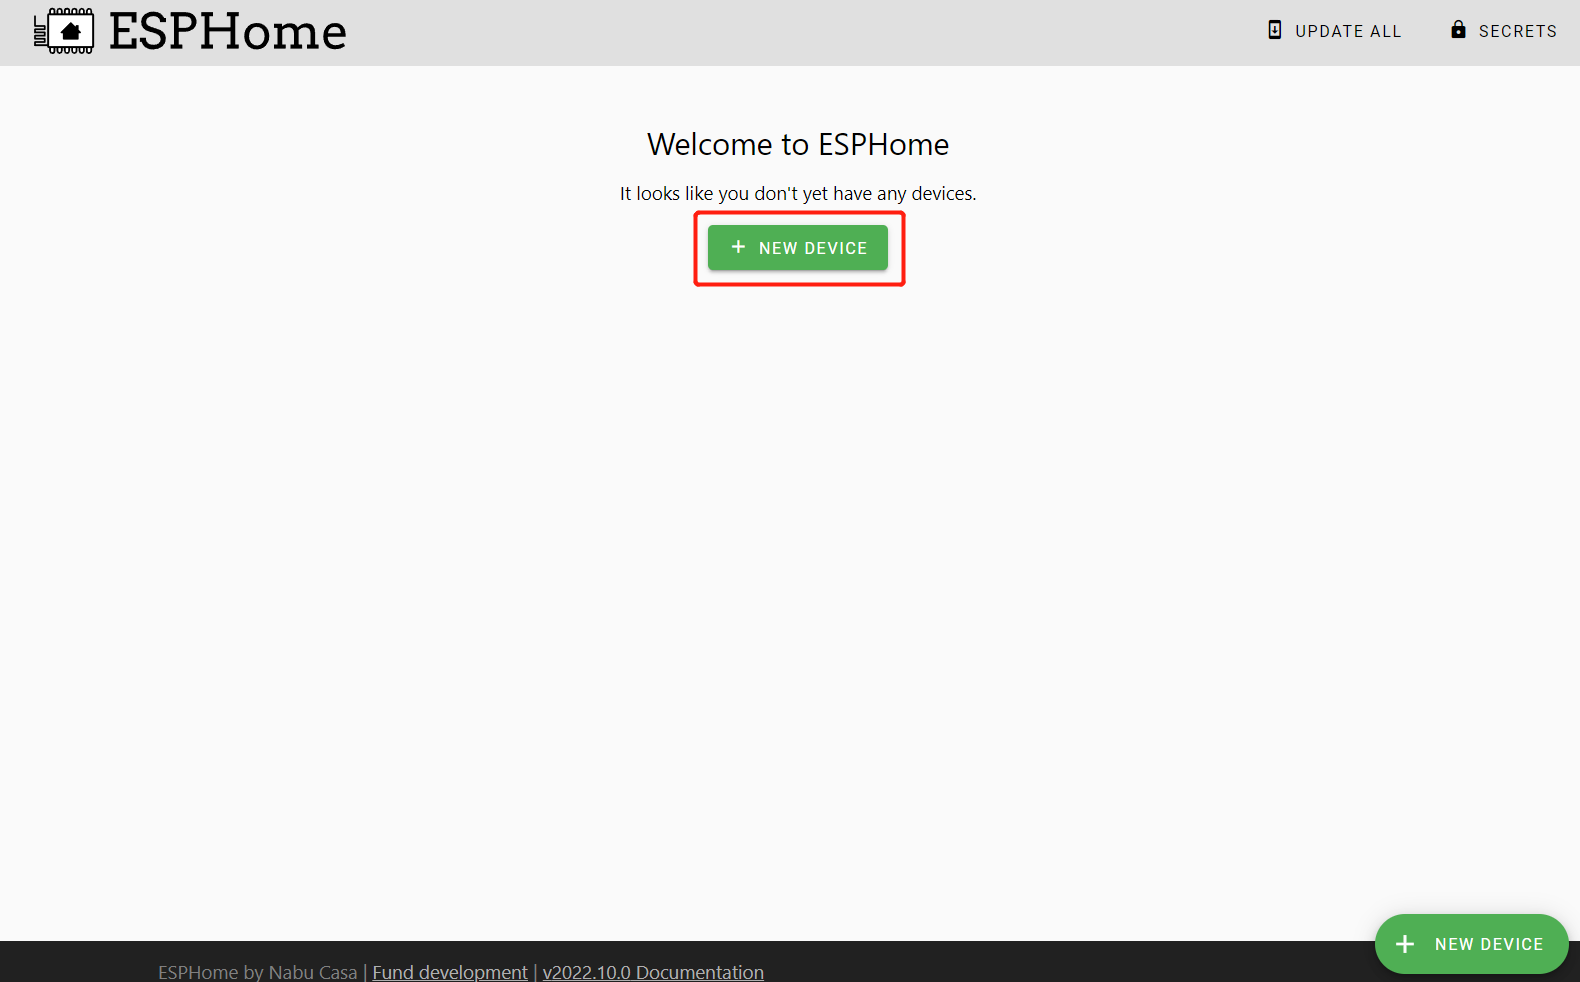 ESPHome
UPDATE ALL
SECRETS
Welcome to ESPHome
It looks like you don't yet have any devices.
+ NEW DEVICE
+ NEW DEVICE
ESPHome by Nabu Casa | Fund development | v2022.10.0 Documentation